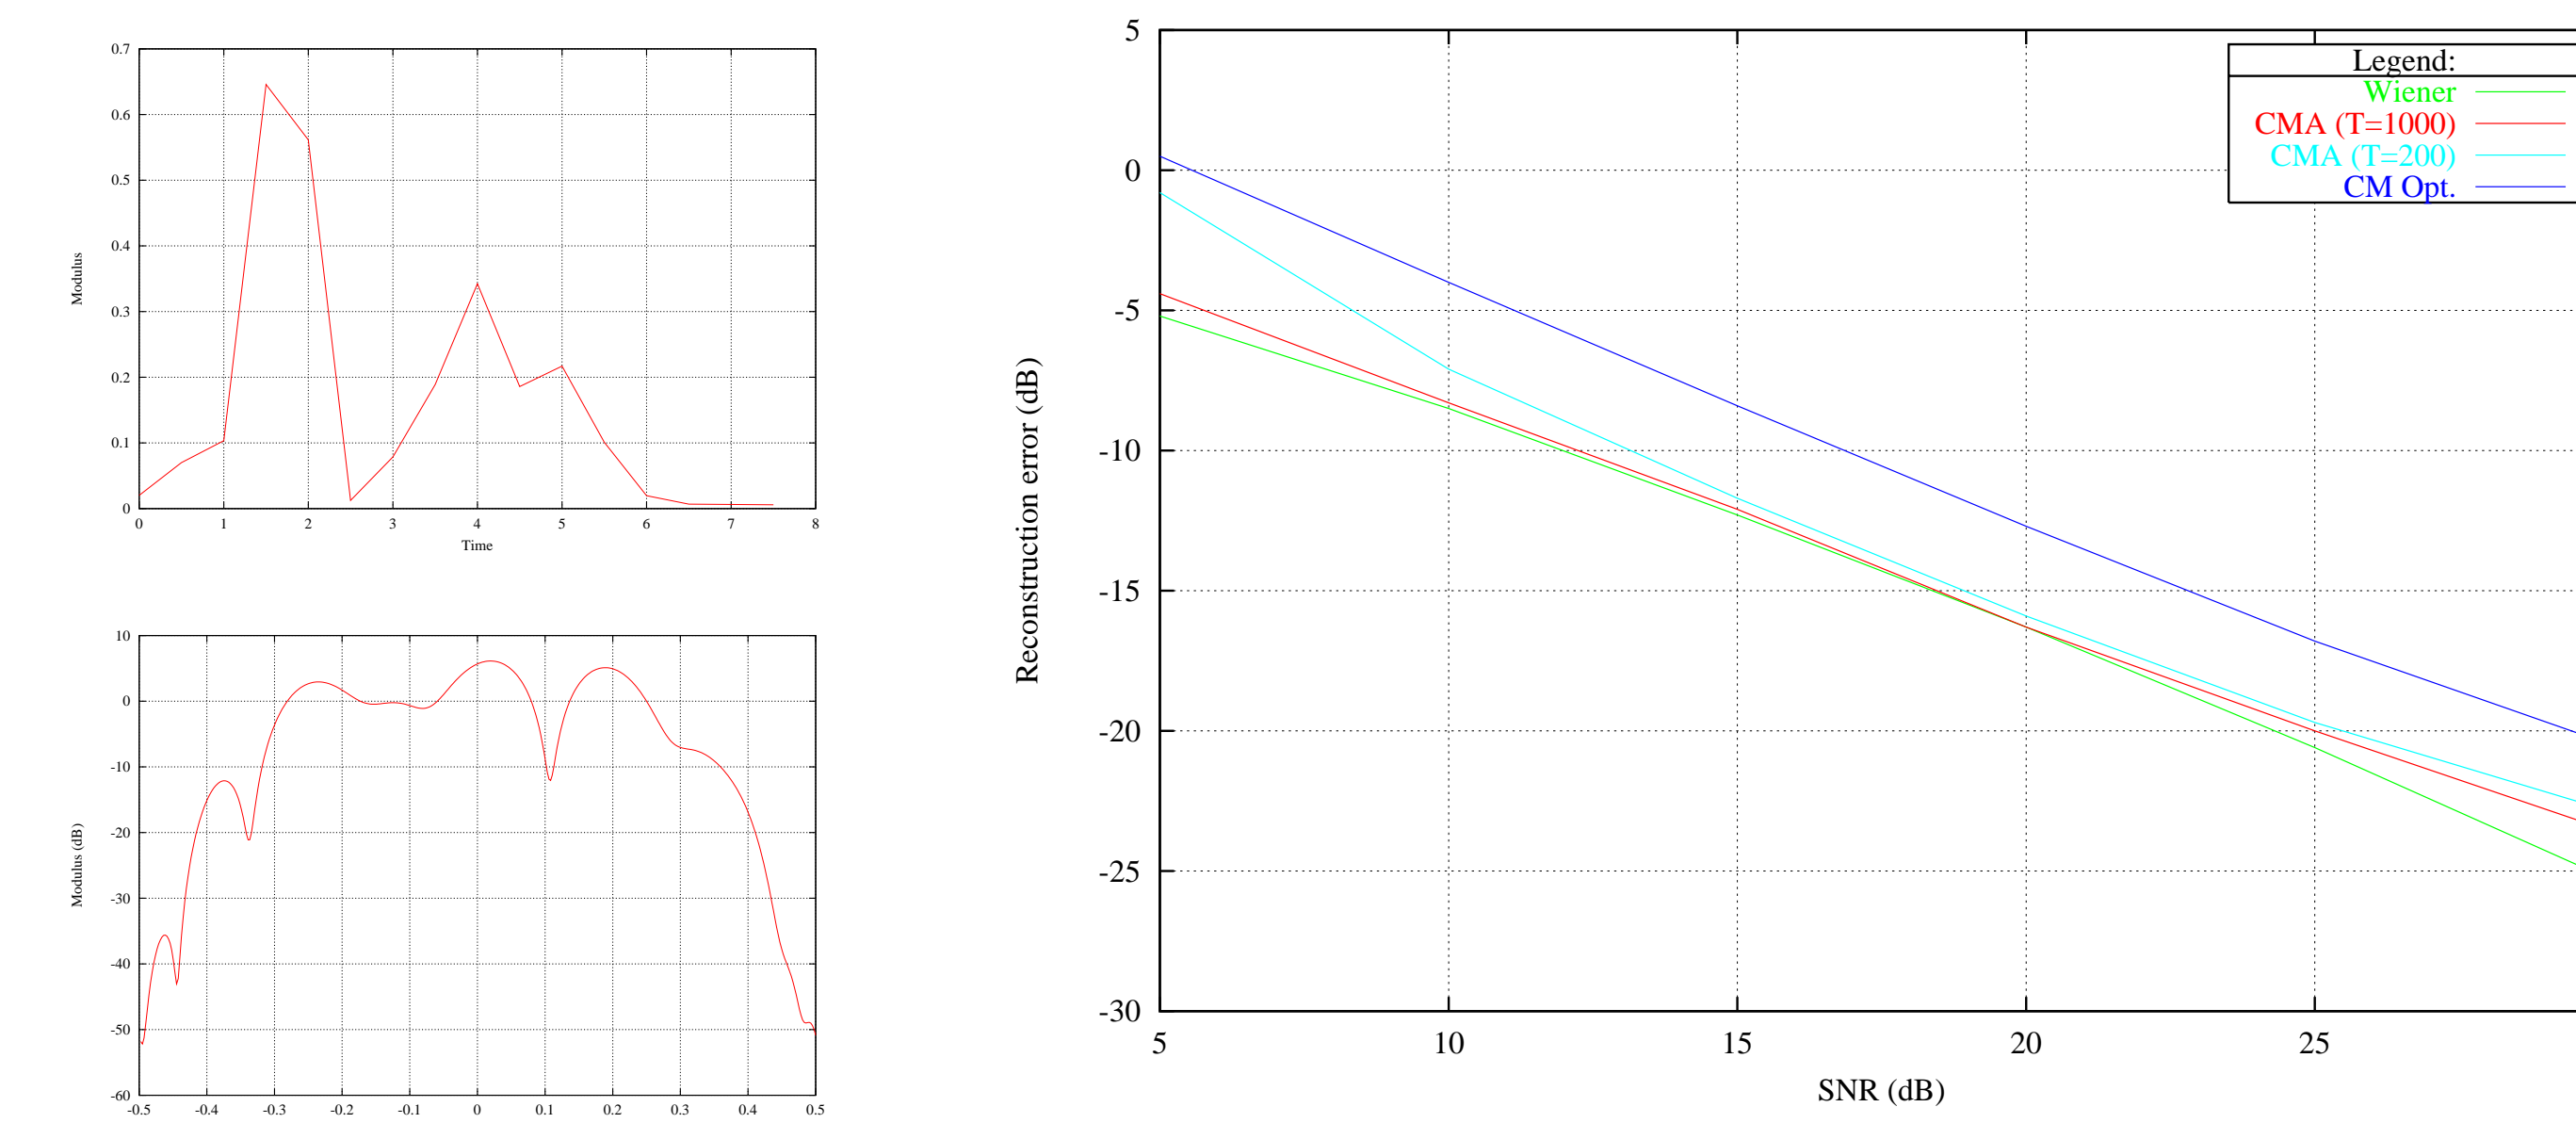 0.7
0.6
0.5
0.4
0.3
0.2
0.1
0
0 1 2 3 4 5 6 7 8
Modulus
Time
10
0
-10
-20
-30
-40
-50
-60
-0.5 -0.4 -0.3 -0.2 -0.1 0 0.1 0.2 0.3 0.4 0.5
Modulus (dB)
5
0
-5
-10
-15
-20
-25
-30
5 10 15 20 25
Reconstruction error (dB)
SNR (dB)
Legend:
Wiener
CMA (T=1000)
CMA (T=200)
CM Opt.